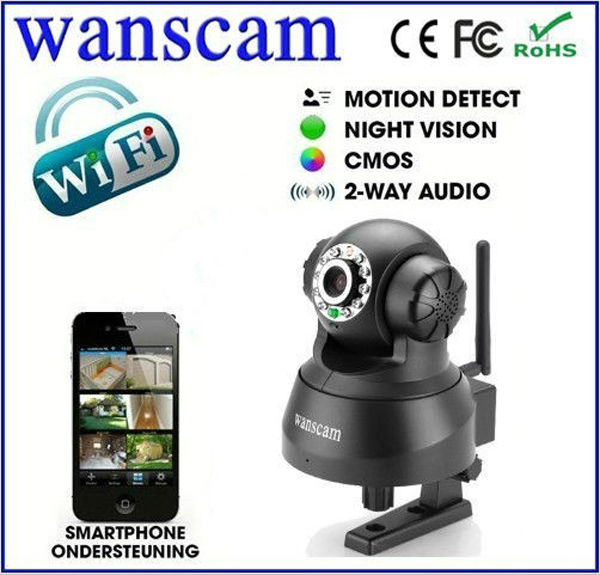 wanscam CE FC RoHS
MOTION DETECT
NIGHT VISION
CMOS
2-WAY AUDIO
WiFi
wanscam
SMARTPHONE
ONDERSTEUNING